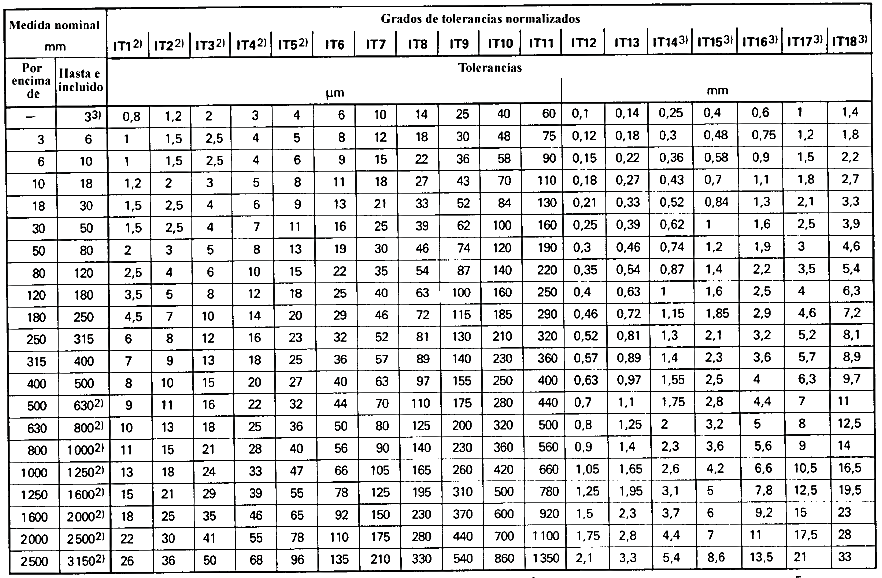 Medida nominal mm Grados de tolerancias normalizados
IT1²⁾ IT2²⁾ IT3²⁾ IT4²⁾ IT5²⁾ IT6 IT7 IT8 IT9 IT10 IT11 IT12 IT13 IT14³⁾ IT15³⁾ IT16³⁾ IT17³⁾ IT18³⁾
Por encima de Hasta e incluido Tolerancias
µm mm
– 3³⁾ 0,8 1,2 2 3 4 6 10 14 25 40 60 0,1 0,14 0,25 0,4 0,6 1 1,4
3 6 1 1,5 2,5 4 5 8 12 18 30 48 75 0,12 0,18 0,3 0,48 0,75 1,2 1,8
6 10 1 1,5 2,5 4 6 9 15 22 36 58 90 0,15 0,22 0,36 0,58 0,9 1,5 2,2
10 18 1,2 2 3 5 8 11 18 27 43 70 110 0,18 0,27 0,43 0,7 1,1 1,8 2,7
18 30 1,5 2,5 4 6 9 13 21 33 52 84 130 0,21 0,33 0,52 0,84 1,3 2,1 3,3
30 50 1,5 2,5 4 7 11 16 25 39 62 100 160 0,25 0,39 0,62 1 1,6 2,5 3,9
50 80 2 3 5 8 13 19 30 46 74 120 190 0,3 0,46 0,74 1,2 1,9 3 4,6
80 120 2,5 4 6 10 15 22 35 54 87 140 220 0,35 0,54 0,87 1,4 2,2 3,5 5,4
120 180 3,5 5 8 12 18 25 40 63 100 160 250 0,4 0,63 1 1,6 2,5 4 6,3
180 250 4,5 7 10 14 20 29 46 72 115 185 290 0,46 0,72 1,15 1,85 2,9 4,6 7,2
250 315 6 8 12 16 23 32 52 81 130 210 320 0,52 0,81 1,3 2,1 3,2 5,2 8,1
315 400 7 9 13 18 25 36 57 89 140 230 360 0,57 0,89 1,4 2,3 3,6 5,7 8,9
400 500 8 10 15 20 27 40 63 97 155 250 400 0,63 0,97 1,55 2,5 4 6,3 9,7
500 630²⁾ 9 11 16 22 32 44 70 110 175 280 440 0,7 1,1 1,75 2,8 4,4 7 11
630 800²⁾ 10 13 18 25 36 50 80 125 200 320 500 0,8 1,25 2 3,2 5 8 12,5
800 1000²⁾ 11 15 21 28 40 56 90 140 230 360 560 0,9 1,4 2,3 3,6 5,6 9 14
1000 1250²⁾ 13 18 24 33 47 66 105 165 260 420 660 1,05 1,65 2,6 4,2 6,6 10,5 16,5
1250 1600²⁾ 15 21 29 39 55 78 125 195 310 500 780 1,25 1,95 3,1 5 7,8 12,5 19,5
1600 2000²⁾ 18 25 35 46 65 92 150 230 370 600 920 1,5 2,3 3,7 6 9,2 15 23
2000 2500²⁾ 22 30 41 55 78 110 175 280 440 700 1100 1,75 2,8 4,4 7 11 17,5 28
2500 3150²⁾ 26 36 50 68 96 135 210 330 540 860 1350 2,1 3,3 5,4 8,6 13,5 21 33